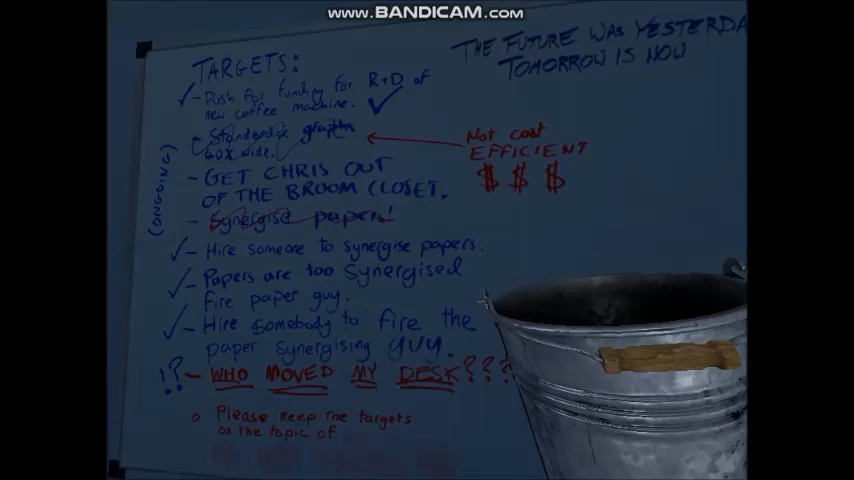 www.BANDICAM.com
THE FUTURE WAS YESTERDA
TOMORROW IS NOW
TARGETS:
- Push for funding for R+D of
new coffee machine.
- Standardize graphs
60% wide.
Not cost
EFFICIENT
$ $ $
(ONGOING)
- GET CHRIS OUT
OF THE BROOM CLOSET.
- Synergise papers!
- Hire someone to synergise papers.
- Papers are too synergised
fire paper guy.
- Hire somebody to fire the
paper synergising guy.
!?- WHO MOVED MY DESK???
o Please keep the targets
on the topic of